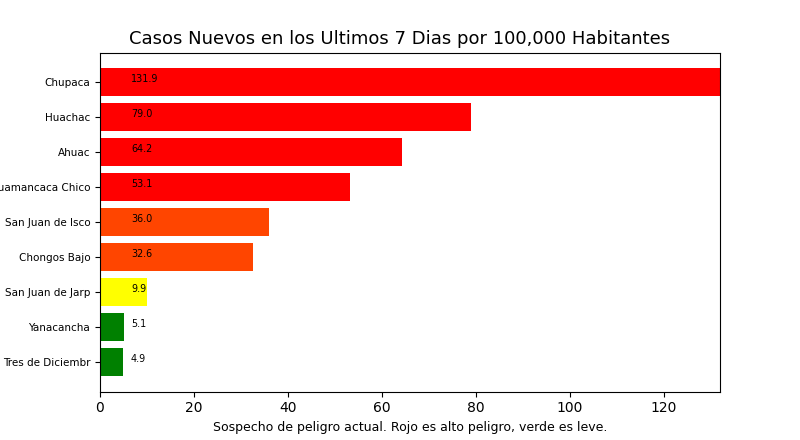 Casos Nuevos en los Ultimos 7 Dias por 100,000 Habitantes
Chupaca 131.9
Huachac 79.0
Ahuac 64.2
uamancaca Chico 53.1
San Juan de Isco 36.0
Chongos Bajo 32.6
San Juan de Jarp 9.9
Yanacancha 5.1
Tres de Diciembr 4.9
0 20 40 60 80 100 120
Sospecho de peligro actual. Rojo es alto peligro, verde es leve.